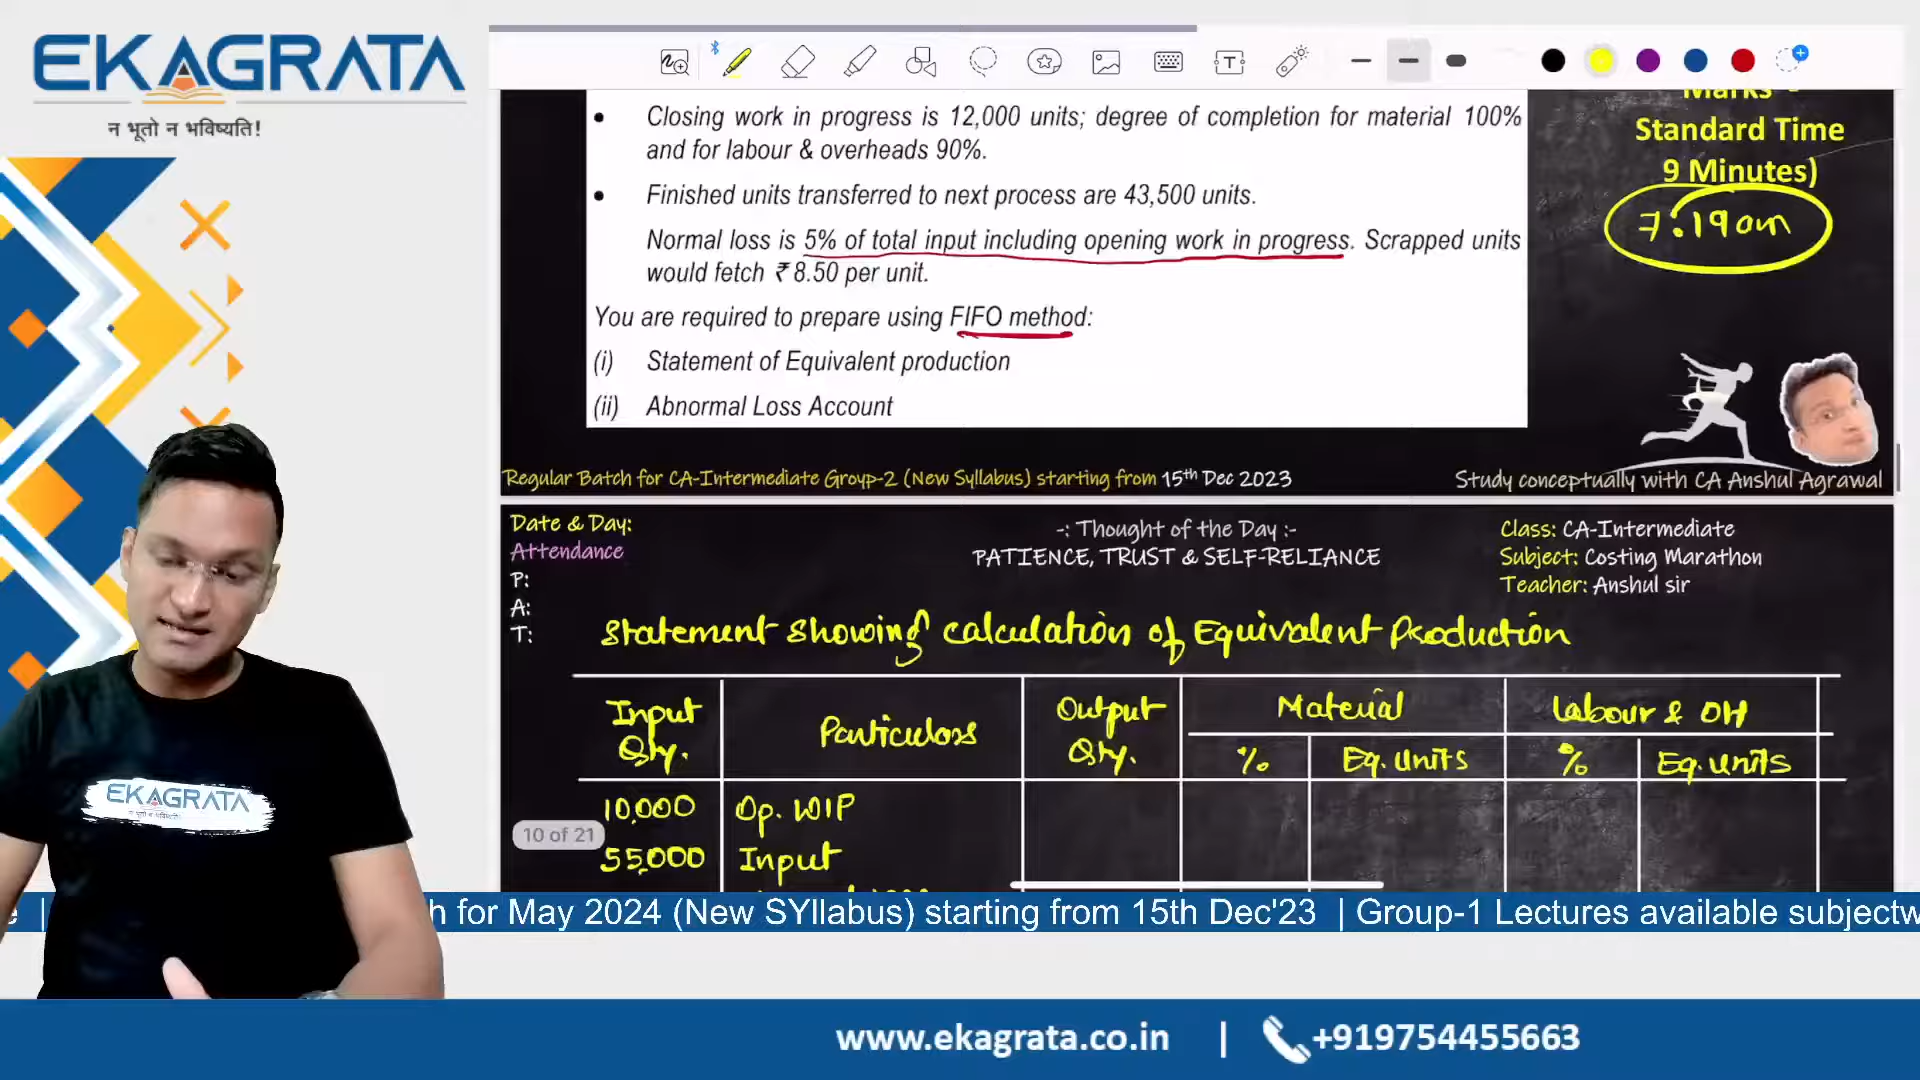 EKAGRATA
न भूतो न भविष्यति!
Closing work in progress is 12,000 units; degree of completion for material 100%
and for labour & overheads 90%.
Finished units transferred to next process are 43,500 units.
Normal loss is 5% of total input including opening work in progress. Scrapped units
would fetch ₹ 8.50 per unit.
You are required to prepare using FIFO method:
(i) Statement of Equivalent production
(ii) Abnormal Loss Account
Marks -
Standard Time
9 Minutes)
7:19am
Regular Batch for CA-Intermediate Group-2 (New Syllabus) starting from 15th Dec 2023
Study conceptually with CA Anshul Agrawal
Date & Day:
Attendance
P:
A:
T:
-: Thought of the Day :-
PATIENCE, TRUST & SELF-RELIANCE
Class: CA-Intermediate
Subject: Costing Marathon
Teacher: Anshul sir
Statement Showing Calculation of Equivalent Production
Input Qty.
Particulars
Output Qty.
Material
Labour & OH
%
Eq. Units
%
Eq. Units
10,000 Op. WIP
55,000 Input
10 of 21
EKAGRATA
h for May 2024 (New SYllabus) starting from 15th Dec'23 | Group-1 Lectures available subjectw
www.ekagrata.co.in | +919754455663